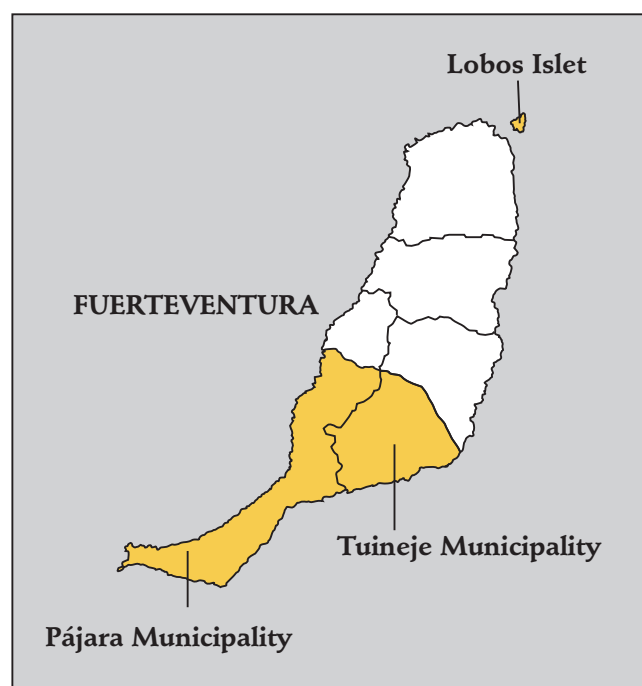 Lobos Islet
FUERTEVENTURA
Tuineje Municipality
Pájara Municipality